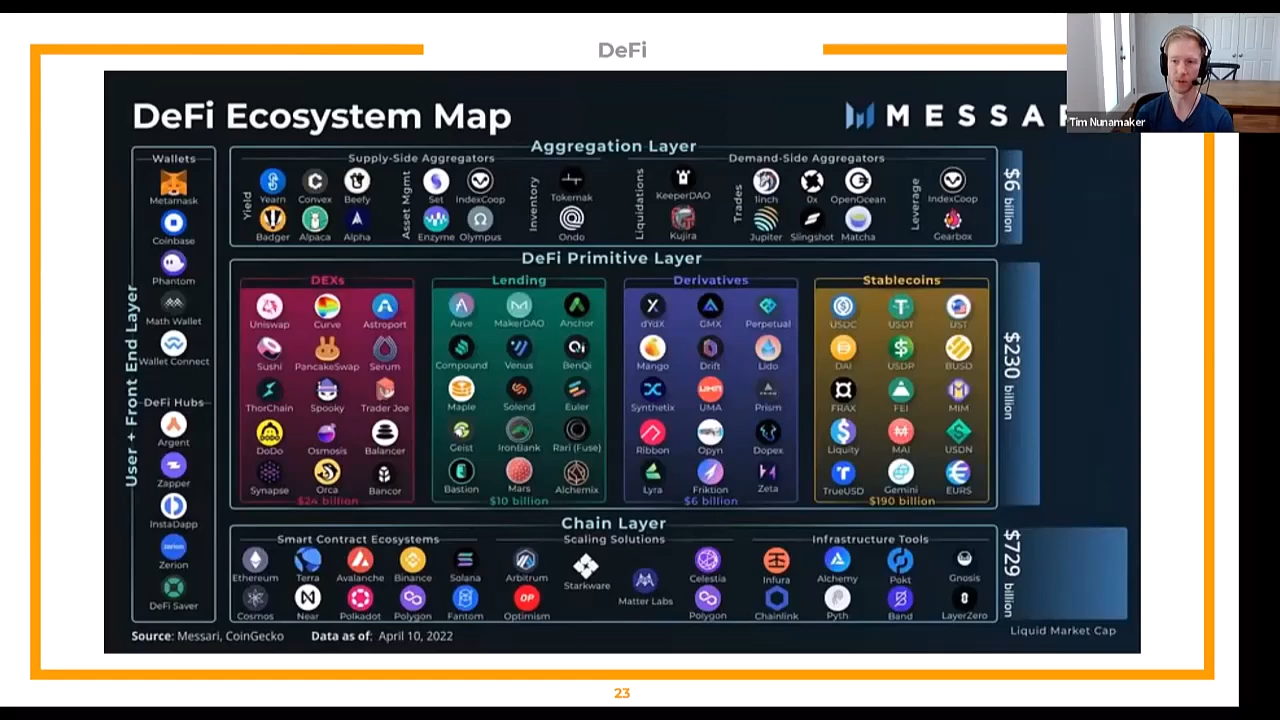 DeFi
DeFi Ecosystem Map
MESSAR
Tim Nunamaker
User + Front End Layer
Wallets
Metamask
Coinbase
Phantom
Math Wallet
Wallet Connect
DeFi Hubs
Argent
Zapper
InstaDapp
Zerion
DeFi Saver
Aggregation Layer
Supply-Side Aggregators
Demand-Side Aggregators
Yield
Yearn Convex Beefy
Badger Alpaca Alpha
Asset Mgmt
Set IndexCoop
Enzyme Olympus
Inventory
Tokemak
Ondo
Liquidations
KeeperDAO
Kujira
Trades
1inch 0x OpenOcean
Jupiter Slingshot Matcha
Leverage
IndexCoop
Gearbox
$6 billion
DeFi Primitive Layer
DEXs
Uniswap Curve Astroport
Sushi PancakeSwap Serum
ThorChain Spooky Trader Joe
DoDo Osmosis Balancer
Synapse Orca Bancor
$24 billion
Lending
Aave MakerDAO Anchor
Compound Venus BenQi
Maple Solend Euler
Geist IronBank Rari (Fuse)
Bastion Mars Alchemix
$10 billion
Derivatives
dYdX GMX Perpetual
Mango Drift Lido
Synthetix UMA Prism
Ribbon Opyn Dopex
Lyra Friktion Zeta
$6 billion
Stablecoins
USDC USDT UST
DAI USDP BUSD
FRAX FEI MIM
Liquity MAI USDN
TrueUSD Gemini EURS
$190 billion
$230 billion
Chain Layer
Smart Contract Ecosystems
Ethereum Terra Avalanche Binance Solana
Cosmos Near Polkadot Polygon Fantom
Scaling Solutions
Arbitrum Starkware Celestia
Optimism Matter Labs Polygon
Infrastructure Tools
Infura Alchemy Pokt Gnosis
Chainlink Pyth Band LayerZero
$729 billion
Liquid Market Cap
Source: Messari, CoinGecko Data as of: April 10, 2022
23